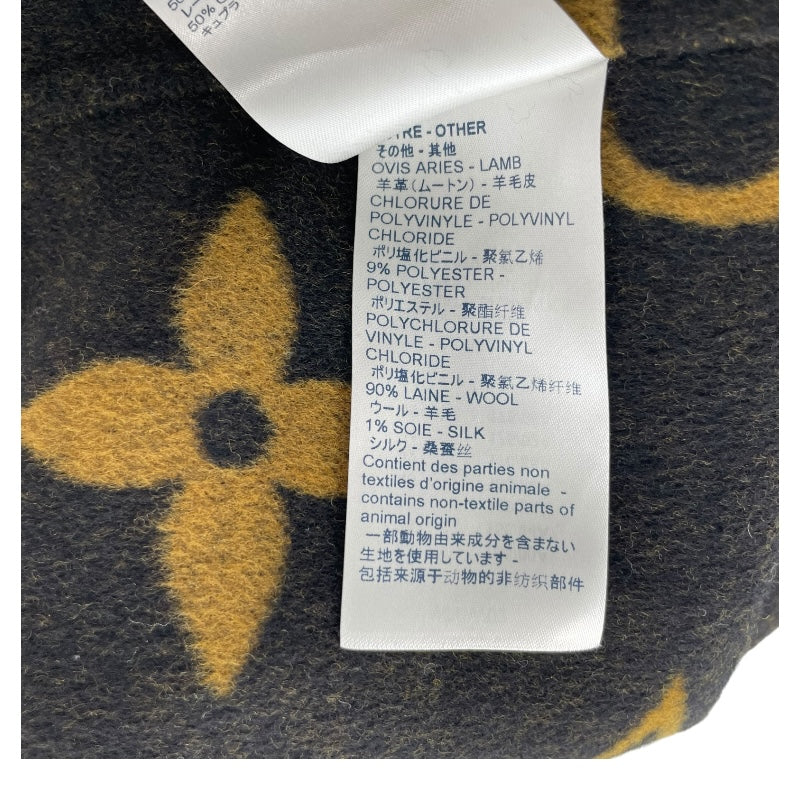 50%
キュプラ
- OTHER
その他 - 其他
OVIS ARIES - LAMB
羊革(ムートン) - 羊毛皮
CHLORURE DE
POLYVINYLE - POLYVINYL
CHLORIDE
ポリ塩化ビニル - 聚氯乙烯
9% POLYESTER -
POLYESTER
ポリエステル - 聚酯纤维
POLYCHLORURE DE
VINYLE - POLYVINYL
CHLORIDE
ポリ塩化ビニル - 聚氯乙烯纤维
90% LAINE - WOOL
ウール - 羊毛
1% SOIE - SILK
シルク - 桑蚕丝
Contient des parties non
textiles d'origine animale -
contains non-textile parts of
animal origin
一部動物由来成分を含まない
生地を使用しています -
包括来源于动物的非纺织部件